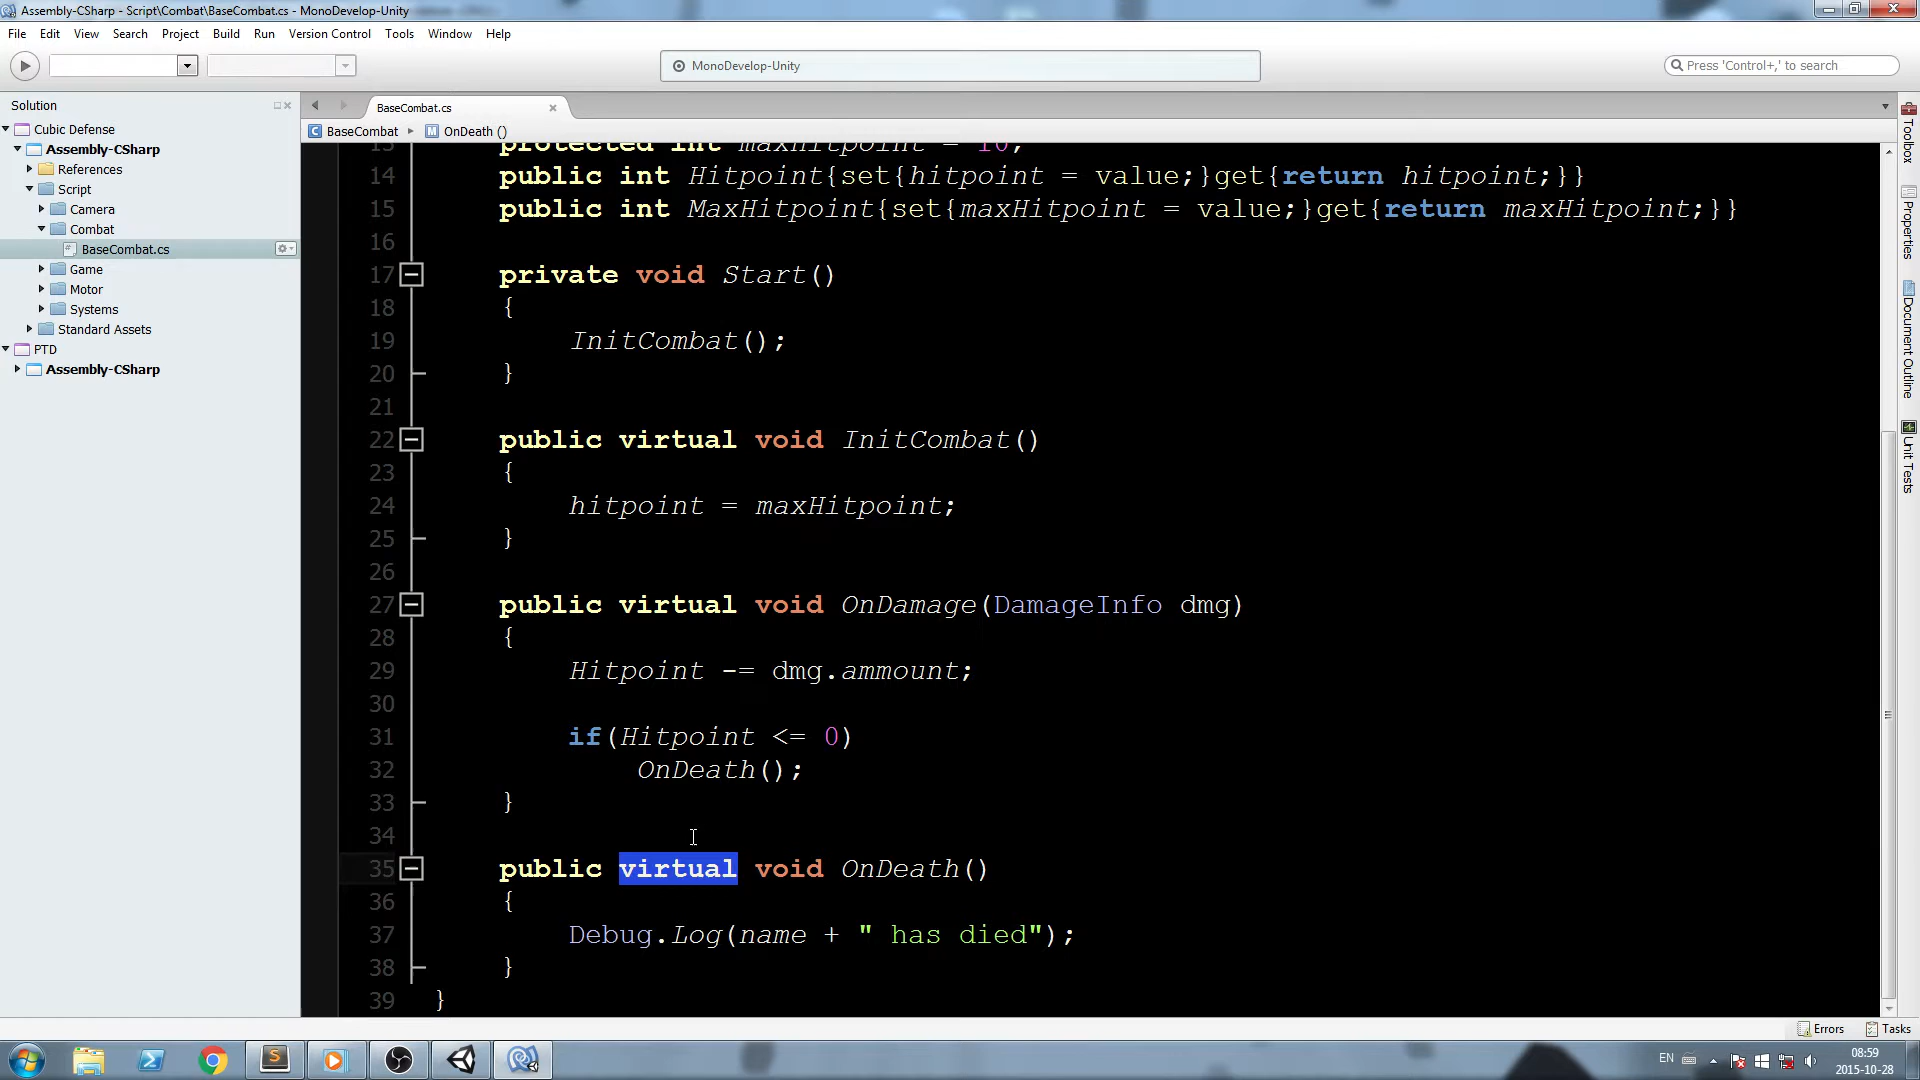 Assembly-CSharp - Script\Combat\BaseCombat.cs - MonoDevelop-Unity
File Edit View Search Project Build Run Version Control Tools Window Help
MonoDevelop-Unity
Press 'Control+,' to search
Solution
Cubic Defense
Assembly-CSharp
References
Script
Camera
Combat
BaseCombat.cs
Game
Motor
Systems
Standard Assets
PTD
Assembly-CSharp
BaseCombat.cs
BaseCombat OnDeath ()
13 protected int maxHitpoint = 10;
14 public int Hitpoint{set{hitpoint = value;}get{return hitpoint;}}
15 public int MaxHitpoint{set{maxHitpoint = value;}get{return maxHitpoint;}}
16
17 private void Start()
18 {
19 InitCombat();
20 }
21
22 public virtual void InitCombat()
23 {
24 hitpoint = maxHitpoint;
25 }
26
27 public virtual void OnDamage(DamageInfo dmg)
28 {
29 Hitpoint -= dmg.ammount;
30
31 if(Hitpoint <= 0)
32 OnDeath();
33 }
34
35 public virtual void OnDeath()
36 {
37 Debug.Log(name + " has died");
38 }
39 }
Toolbox
Properties
Document Outline
Unit Tests
Errors Tasks
EN
08:59
2015-10-28